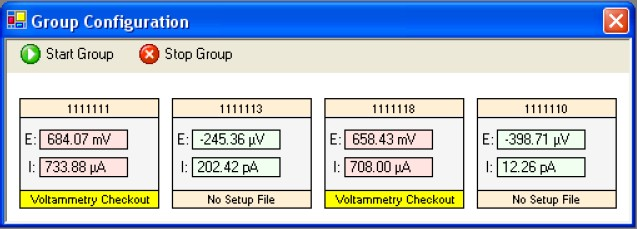 Group Configuration
Start Group Stop Group
1111111 1111113 1111118 1111110
E: 684.07 mV E: -245.36 µV E: 658.43 mV E: -398.71 µV
I: 733.88 µA I: 202.42 pA I: 708.00 µA I: 12.26 pA
Voltammetry Checkout No Setup File Voltammetry Checkout No Setup File